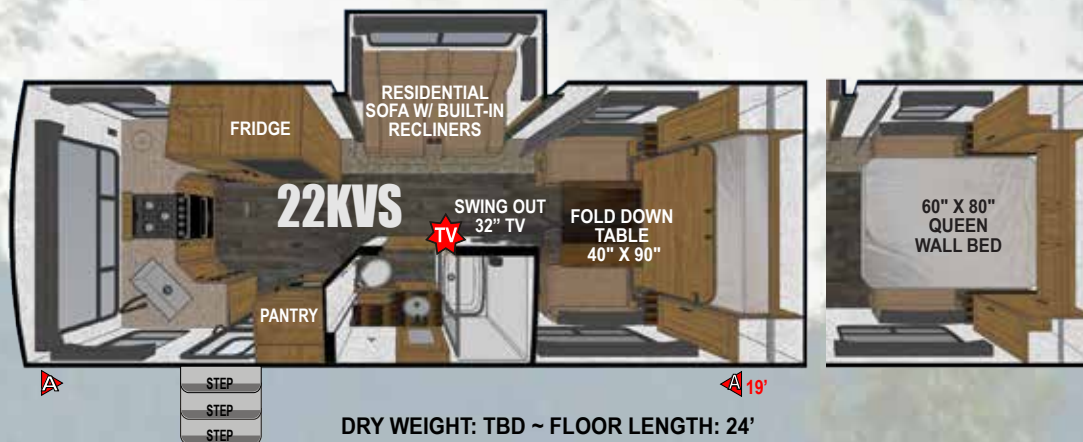 RESIDENTIAL
SOFA W/ BUILT-IN
RECLINERS
FRIDGE
22KVS
SWING OUT
32” TV
TV
FOLD DOWN
TABLE
40" X 90"
60" X 80"
QUEEN
WALL BED
PANTRY
A
A 19’
STEP
STEP
STEP
DRY WEIGHT: TBD ~ FLOOR LENGTH: 24’